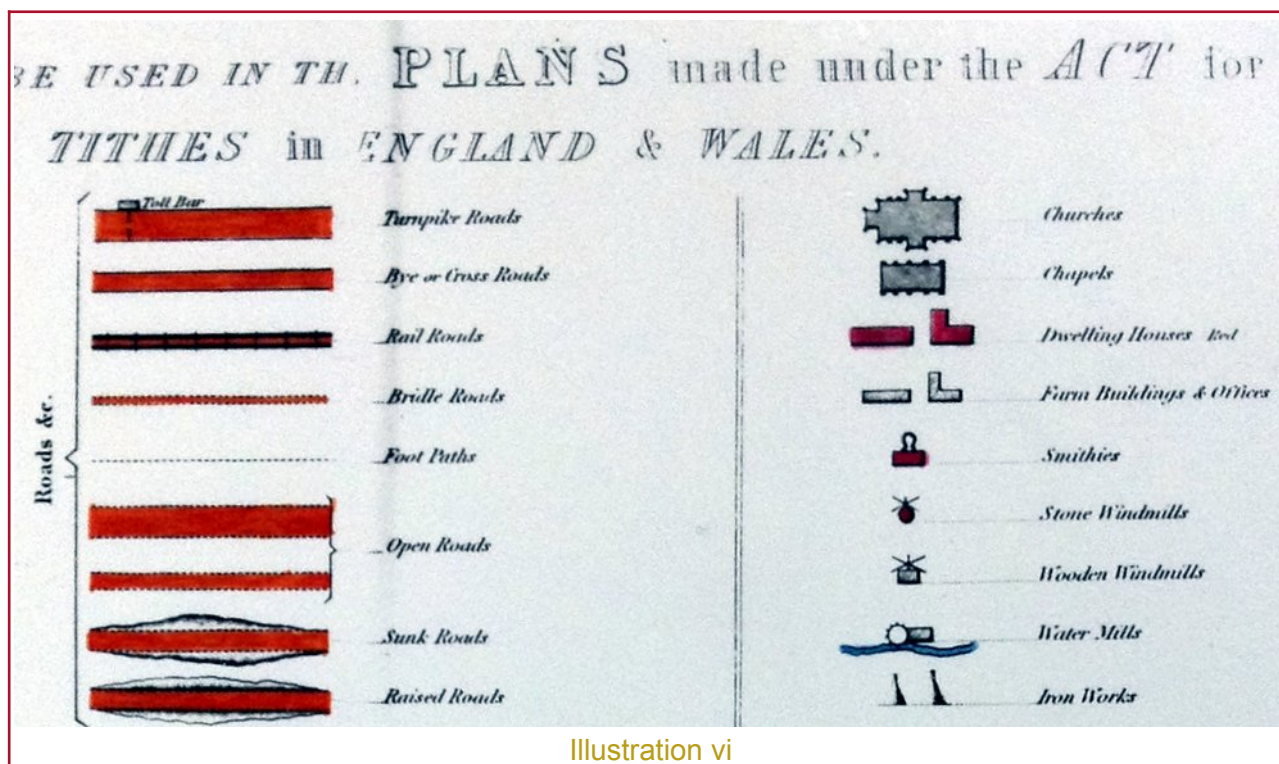 BE USED IN TH. PLANS made under the ACT for
TITHES in ENGLAND & WALES.
Roads &c.
Toll Bar
Turnpike Roads
Bye or Cross Roads
Rail Roads
Bridle Roads
Foot Paths
Open Roads
Sunk Roads
Raised Roads
Churches
Chapels
Dwelling Houses Red
Farm Buildings & Offices
Smithies
Stone Windmills
Wooden Windmills
Water Mills
Iron Works
Illustration vi